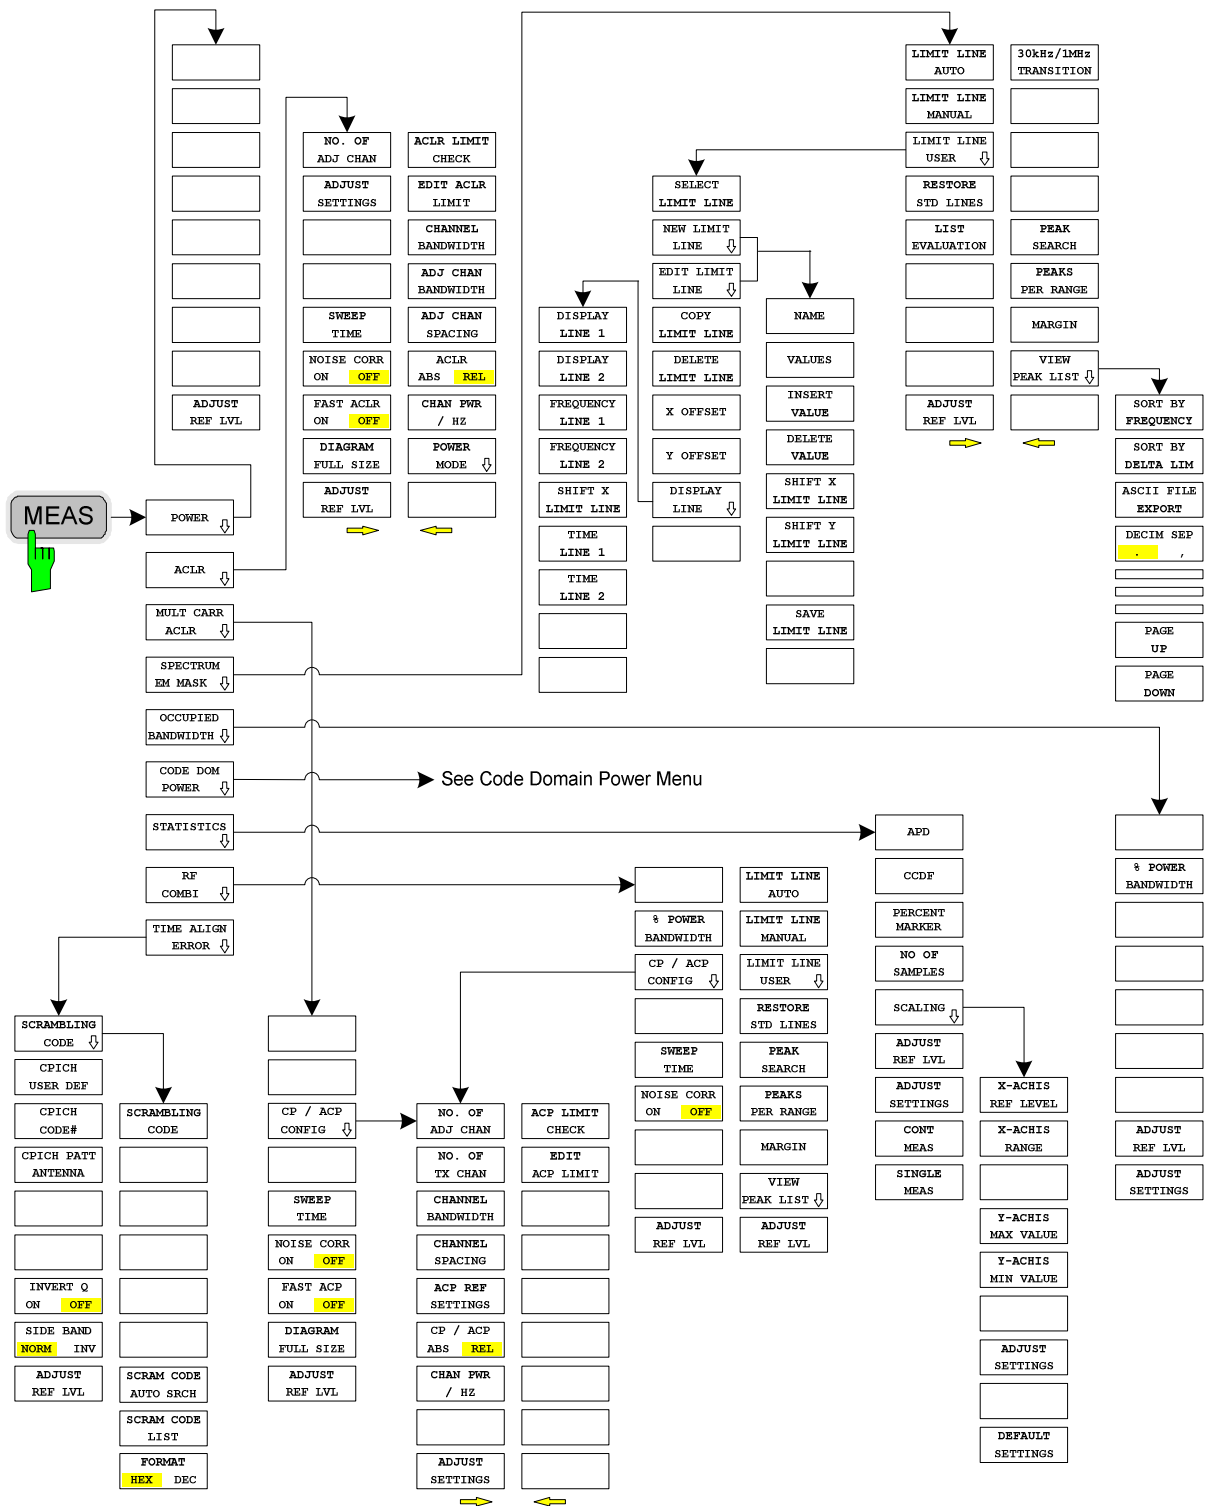 MEAS
POWER
ACLR
MULT CARR
ACLR
SPECTRUM
EM MASK
OCCUPIED
BANDWIDTH
CODE DOM
POWER
STATISTICS
RF
COMBI
TIME ALIGN
ERROR
ADJUST
REF LVL
NO. OF
ADJ CHAN
ADJUST
SETTINGS
SWEEP
TIME
NOISE CORR
ON OFF
FAST ACLR
ON OFF
DIAGRAM
FULL SIZE
ADJUST
REF LVL
ACLR LIMIT
CHECK
EDIT ACLR
LIMIT
CHANNEL
BANDWIDTH
ADJ CHAN
BANDWIDTH
ADJ CHAN
SPACING
ACLR
ABS REL
CHAN PWR
/ HZ
POWER
MODE
DISPLAY
LINE 1
DISPLAY
LINE 2
FREQUENCY
LINE 1
FREQUENCY
LINE 2
SHIFT X
LIMIT LINE
TIME
LINE 1
TIME
LINE 2
SELECT
LIMIT LINE
NEW LIMIT
LINE
EDIT LIMIT
LINE
COPY
LIMIT LINE
DELETE
LIMIT LINE
X OFFSET
Y OFFSET
DISPLAY
LINE
NAME
VALUES
INSERT
VALUE
DELETE
VALUE
SHIFT X
LIMIT LINE
SHIFT Y
LIMIT LINE
SAVE
LIMIT LINE
LIMIT LINE
AUTO
LIMIT LINE
MANUAL
LIMIT LINE
USER
RESTORE
STD LINES
LIST
EVALUATION
ADJUST
REF LVL
30kHz/1MHz
TRANSITION
PEAK
SEARCH
PEAKS
PER RANGE
MARGIN
VIEW
PEAK LIST
SORT BY
FREQUENCY
SORT BY
DELTA LIM
ASCII FILE
EXPORT
DECIM SEP
. ,
PAGE
UP
PAGE
DOWN
See Code Domain Power Menu
SCRAMBLING
CODE
CPICH
USER DEF
CPICH
CODE#
CPICH PATT
ANTENNA
INVERT Q
ON OFF
SIDE BAND
NORM INV
ADJUST
REF LVL
SCRAMBLING
CODE
SCRAM CODE
AUTO SRCH
SCRAM CODE
LIST
FORMAT
HEX DEC
CP / ACP
CONFIG
SWEEP
TIME
NOISE CORR
ON OFF
FAST ACP
ON OFF
DIAGRAM
FULL SIZE
ADJUST
REF LVL
NO. OF
ADJ CHAN
NO. OF
TX CHAN
CHANNEL
BANDWIDTH
CHANNEL
SPACING
ACP REF
SETTINGS
CP / ACP
ABS REL
CHAN PWR
/ HZ
ADJUST
SETTINGS
ACP LIMIT
CHECK
EDIT
ACP LIMIT
% POWER
BANDWIDTH
CP / ACP
CONFIG
SWEEP
TIME
NOISE CORR
ON OFF
ADJUST
REF LVL
LIMIT LINE
AUTO
LIMIT LINE
MANUAL
LIMIT LINE
USER
RESTORE
STD LINES
PEAK
SEARCH
PEAKS
PER RANGE
MARGIN
VIEW
PEAK LIST
ADJUST
REF LVL
APD
CCDF
PERCENT
MARKER
NO OF
SAMPLES
SCALING
ADJUST
REF LVL
ADJUST
SETTINGS
CONT
MEAS
SINGLE
MEAS
X-ACHIS
REF LEVEL
X-ACHIS
RANGE
Y-ACHIS
MAX VALUE
Y-ACHIS
MIN VALUE
ADJUST
SETTINGS
DEFAULT
SETTINGS
% POWER
BANDWIDTH
ADJUST
REF LVL
ADJUST
SETTINGS